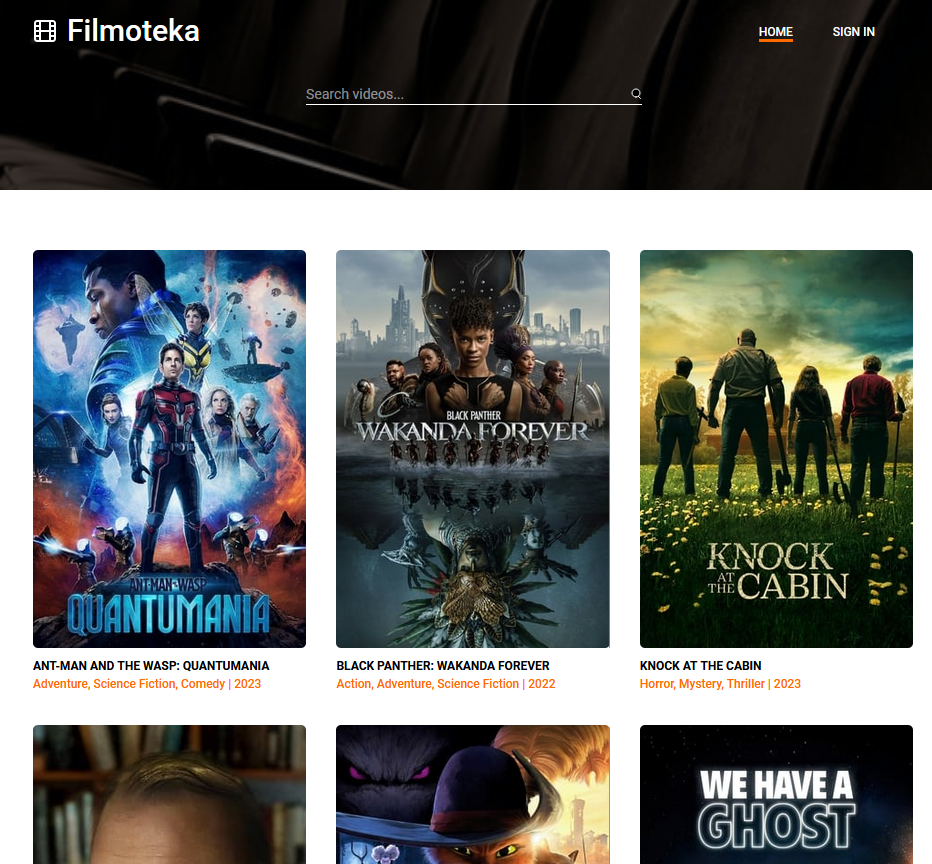 Filmoteka
HOME
SIGN IN
Search videos...
ANT-MAN AND THE WASP
QUANTUMANIA
BLACK PANTHER
WAKANDA FOREVER
KNOCK
AT
THE CABIN
ANT-MAN AND THE WASP: QUANTUMANIA
Adventure, Science Fiction, Comedy | 2023
BLACK PANTHER: WAKANDA FOREVER
Action, Adventure, Science Fiction | 2022
KNOCK AT THE CABIN
Horror, Mystery, Thriller | 2023
WE HAVE A
GHOST